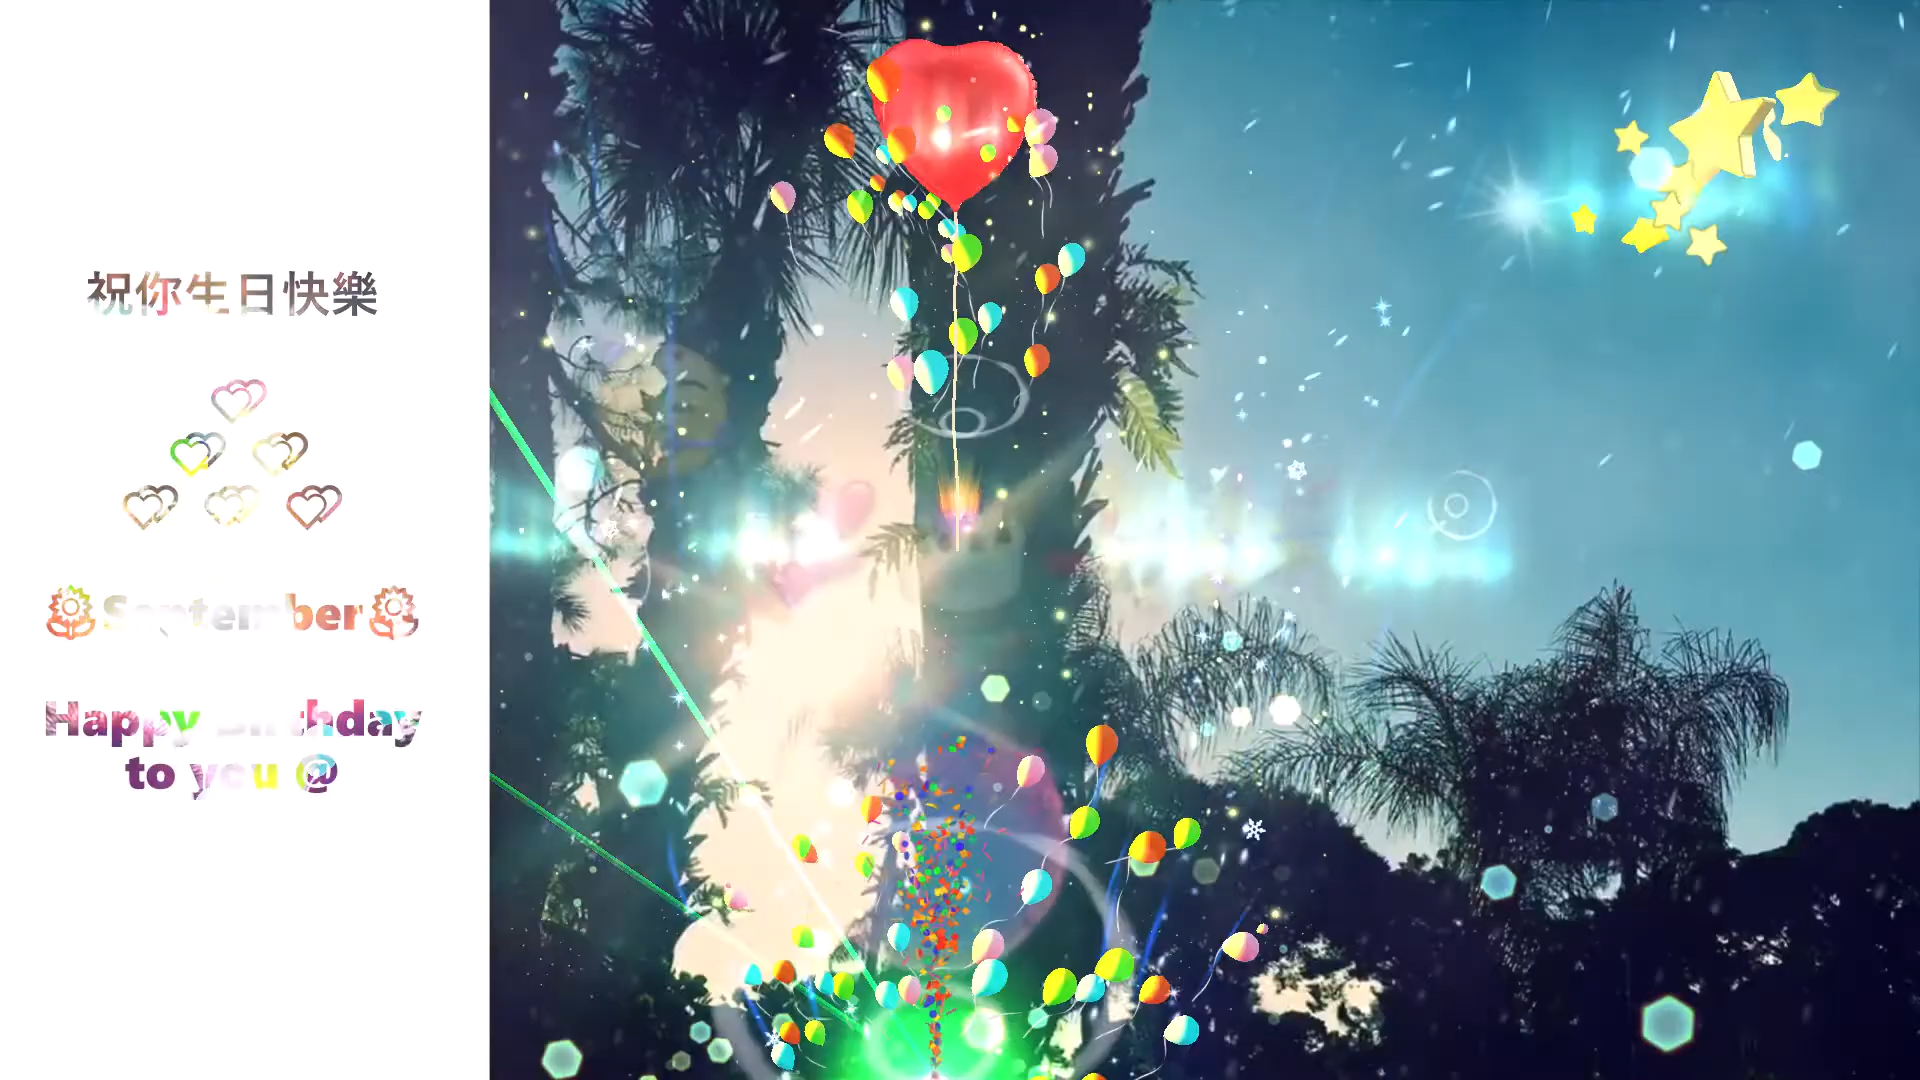 祝你生日快樂
September
Happy Birthday
to you @